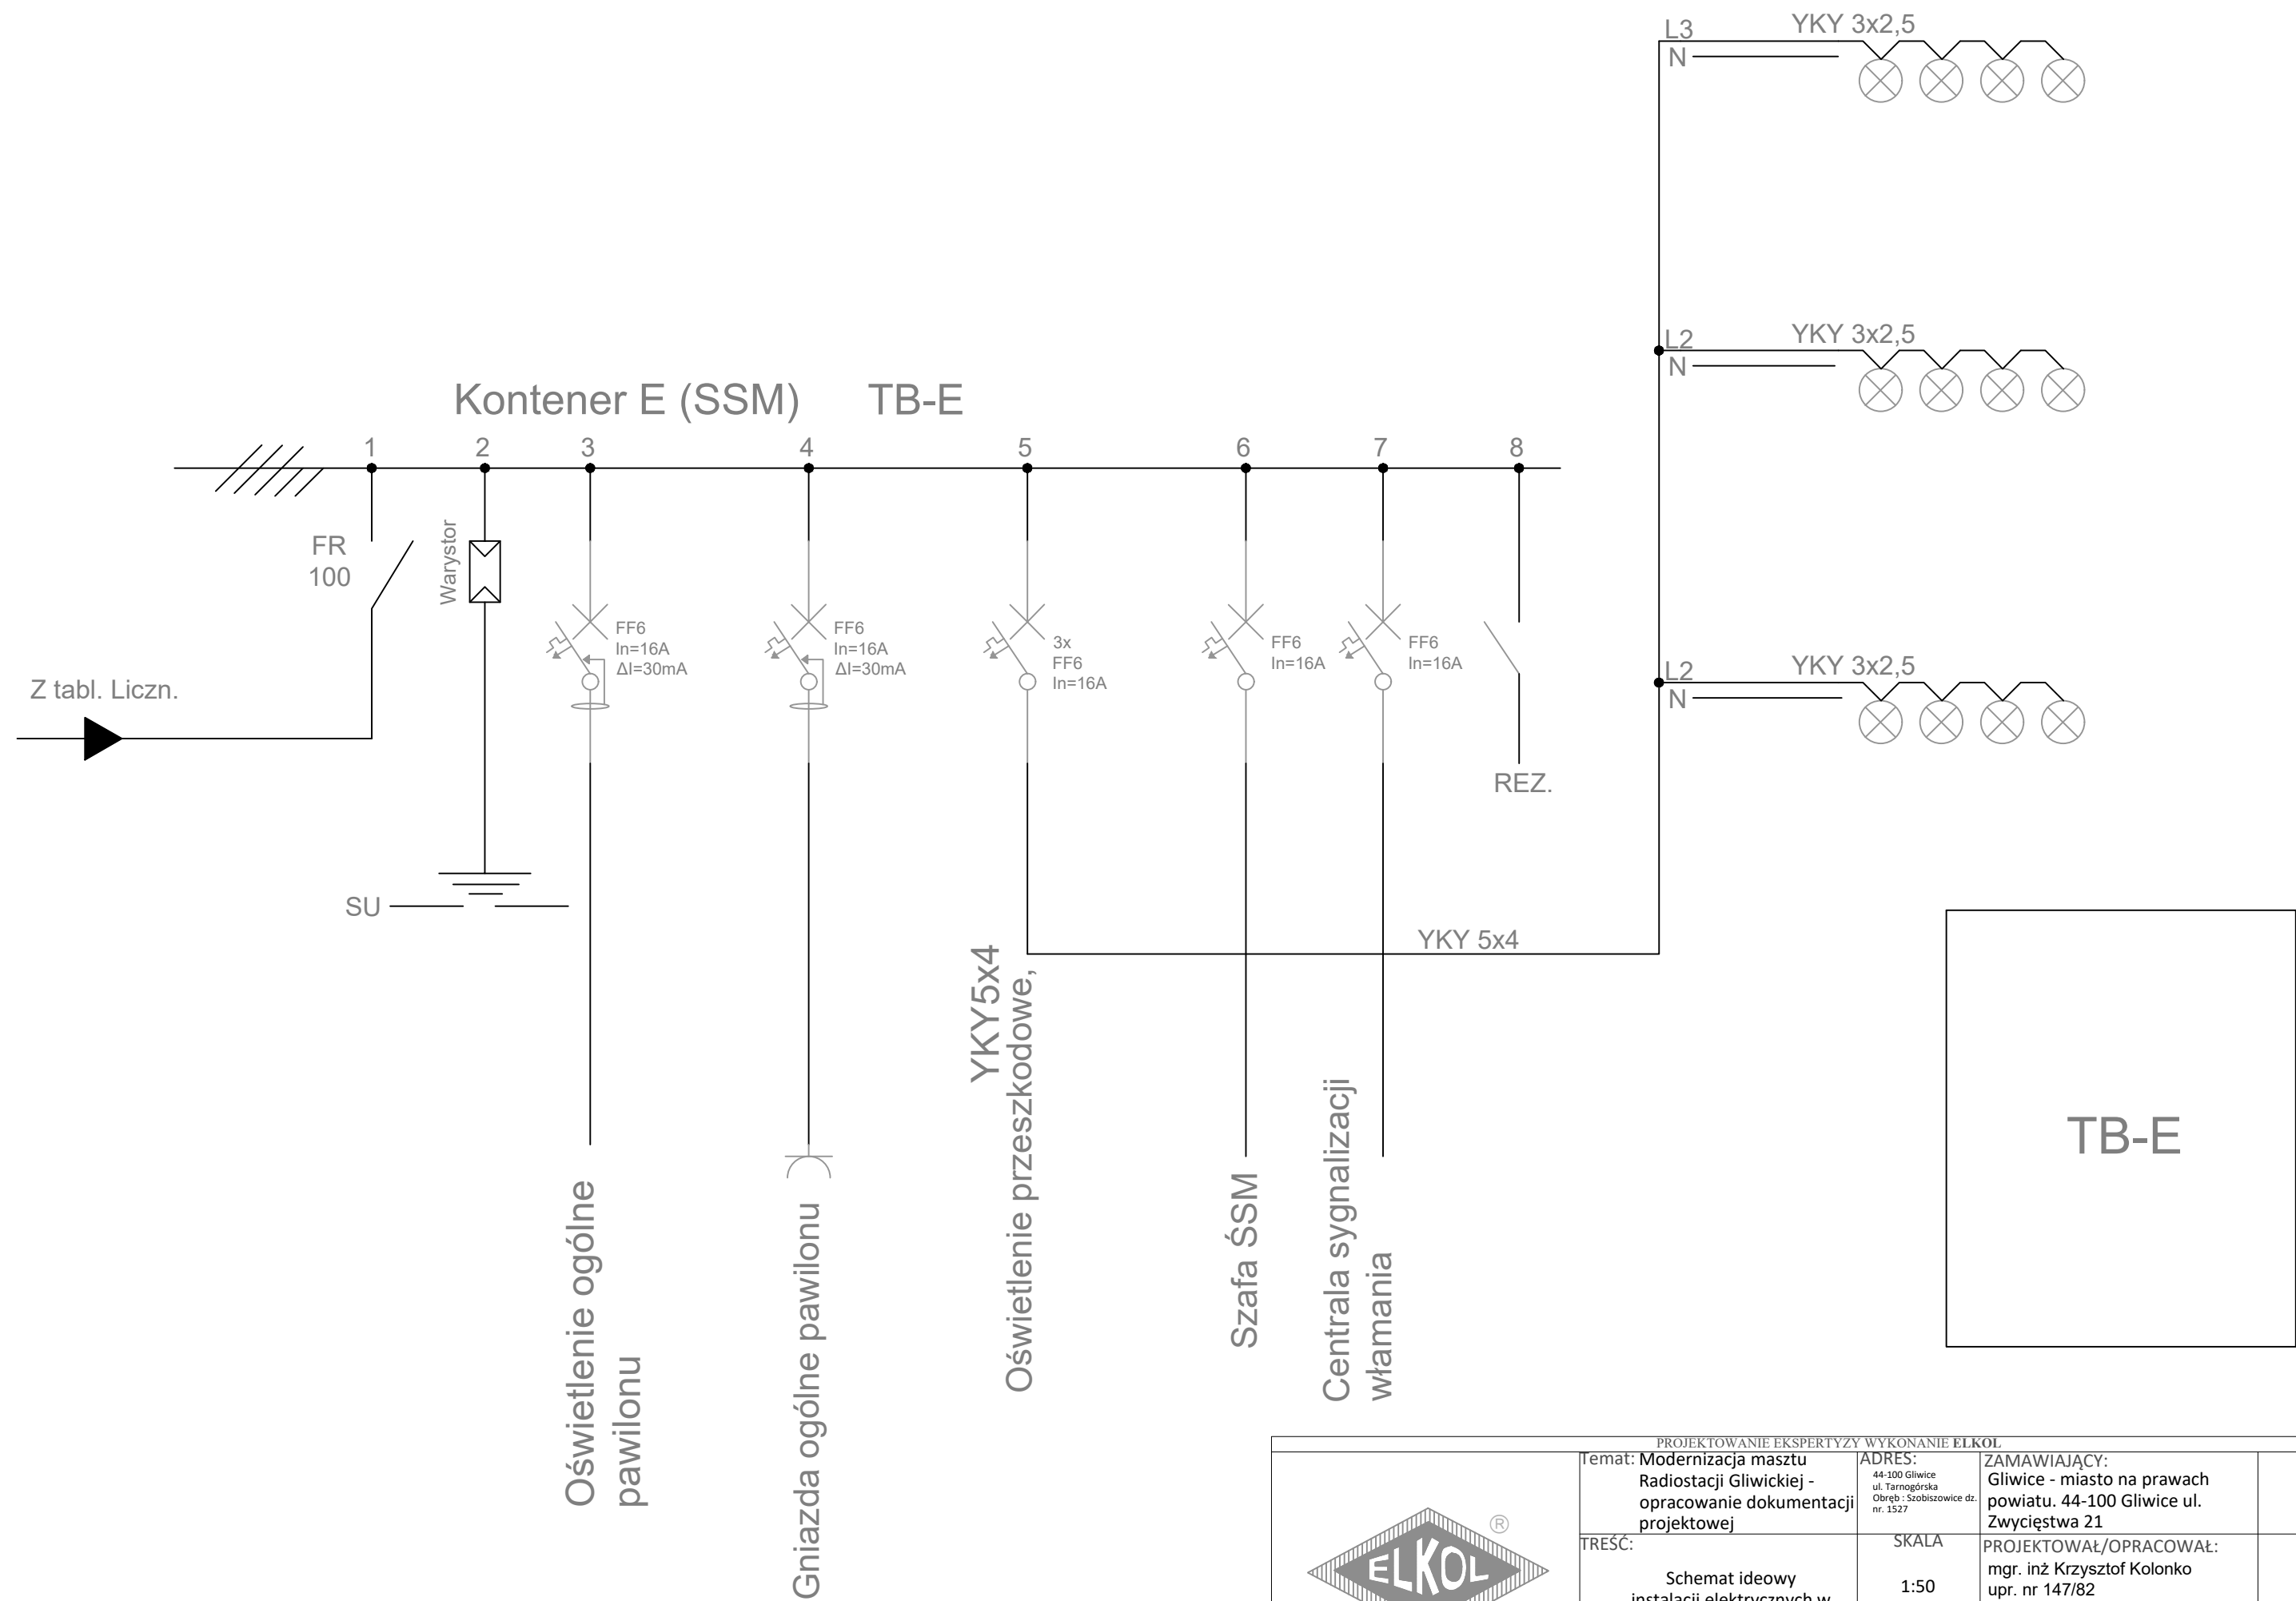 L3
YKY 3x2,5
N
L2
YKY 3x2,5
N
Kontener E (SSM) TB-E
1 2 3 4 5 6 7 8
FR
100
Warystor
FF6
In=16A
ΔI=30mA
FF6
In=16A
ΔI=30mA
3x
FF6
In=16A
FF6
In=16A
FF6
In=16A
L2
YKY 3x2,5
N
Z tabl. Liczn.
REZ.
SU
YKY 5x4
YKY5x4
Oświetlenie przeszkodowe,
Oświetlenie ogólne
pawilonu
Gniazda ogólne pawilonu
Szafa ŚSM
Centrala sygnalizacji
włamania
TB-E
PROJEKTOWANIE EKSPERTYZY WYKONANIE ELKOL
ELKOL
®
Temat: Modernizacja masztu
Radiostacji Gliwickiej -
opracowanie dokumentacji
projektowej
ADRES:
44-100 Gliwice
ul. Tarnogórska
Obręb : Szobiszowice dz.
nr. 1527
ZAMAWIAJĄCY:
Gliwice - miasto na prawach
powiatu. 44-100 Gliwice ul.
Zwycięstwa 21
TREŚĆ:
Schemat ideowy
instalacji elektrycznych w
SKALA
1:50
PROJEKTOWAŁ/OPRACOWAŁ:
mgr. inż Krzysztof Kolonko
upr. nr 147/82